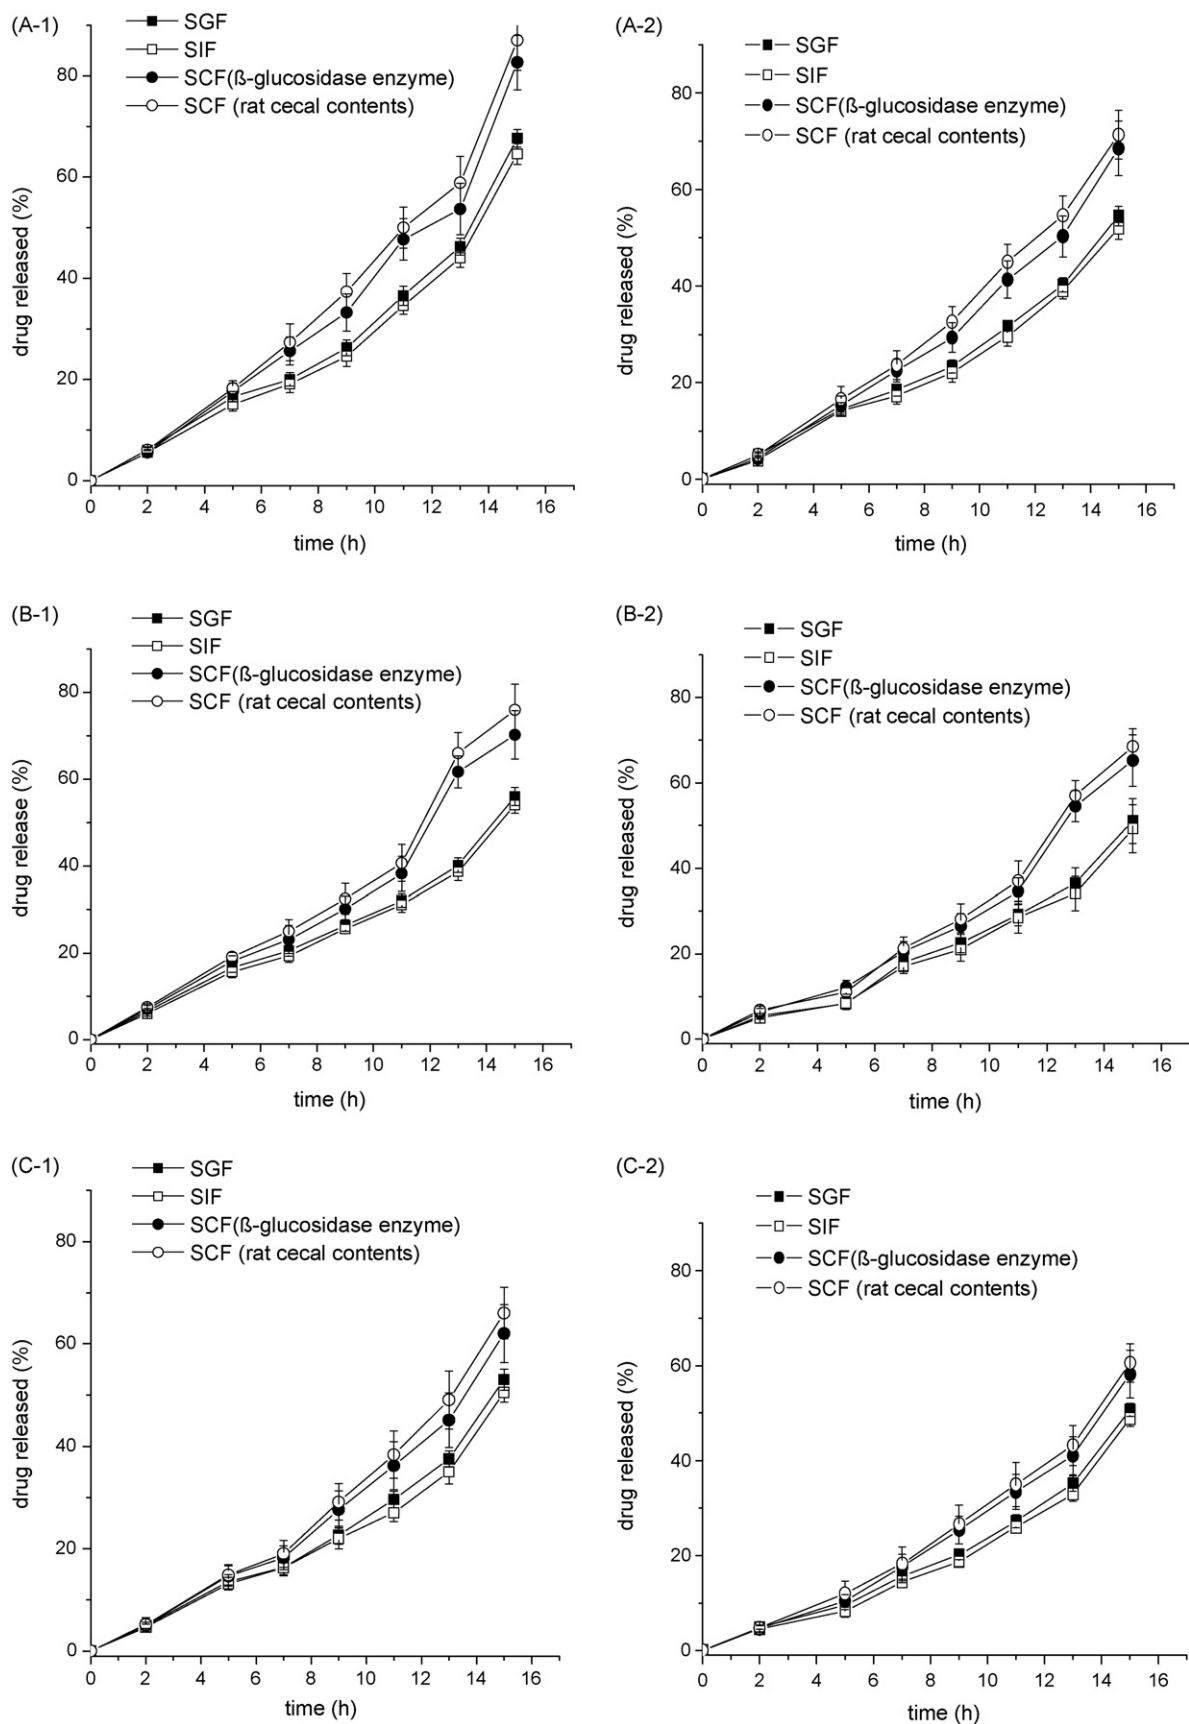 (A-1)
SGF
SIF
SCF(ß-glucosidase enzyme)
SCF (rat cecal contents)
drug released (%)
80
60
40
20
0
0 2 4 6 8 10 12 14 16
time (h)
(A-2)
SGF
SIF
SCF(ß-glucosidase enzyme)
SCF (rat cecal contents)
drug released (%)
80
60
40
20
0
0 2 4 6 8 10 12 14 16
time (h)
(B-1)
SGF
SIF
SCF(ß-glucosidase enzyme)
SCF (rat cecal contents)
drug release (%)
80
60
40
20
0
0 2 4 6 8 10 12 14 16
time (h)
(B-2)
SGF
SIF
SCF(ß-glucosidase enzyme)
SCF (rat cecal contents)
drug released (%)
80
60
40
20
0
0 2 4 6 8 10 12 14 16
time (h)
(C-1)
SGF
SIF
SCF(ß-glucosidase enzyme)
SCF (rat cecal contents)
drug released (%)
80
60
40
20
0
0 2 4 6 8 10 12 14 16
time (h)
(C-2)
SGF
SIF
SCF(ß-glucosidase enzyme)
SCF (rat cecal contents)
drug released (%)
80
60
40
20
0
0 2 4 6 8 10 12 14 16
time (h)